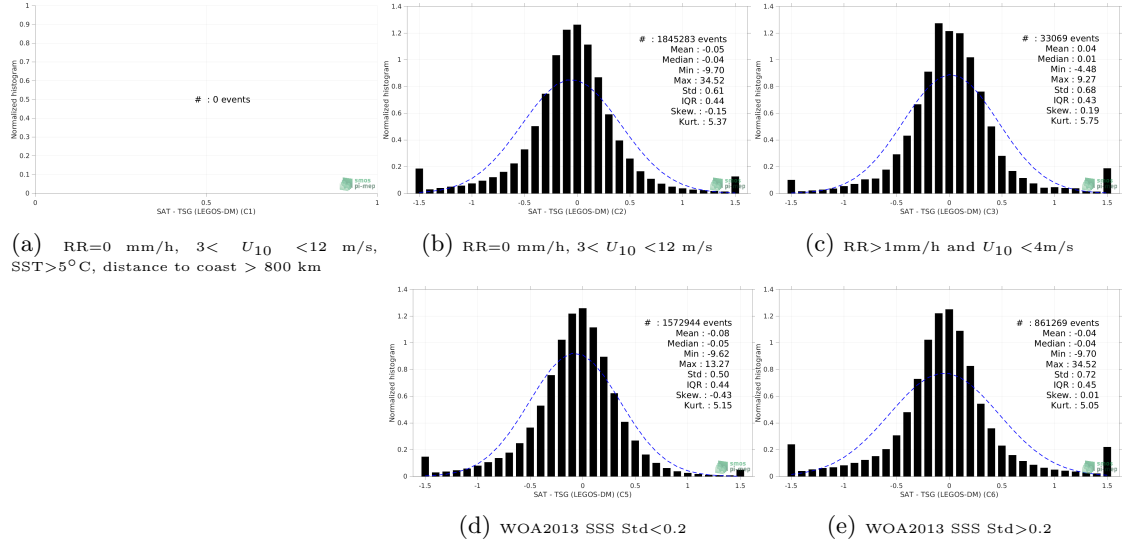 Normalized histogram
1
0.9
0.8
0.7
0.6
0.5
0.4
0.3
0.2
0.1
0
# : 0 events
smos
pi-mep
0 0.5 1
SAT - TSG (LEGOS-DM) (C1)
(a) RR=0 mm/h, 3< U10 <12 m/s,
SST>5°C, distance to coast > 800 km
Normalized histogram
1.4
1.2
1
0.8
0.6
0.4
0.2
0
# : 1845283 events
Mean : -0.05
Median : -0.04
Min : -9.70
Max : 34.52
Std : 0.61
IQR : 0.44
Skew. : -0.15
Kurt. : 5.37
smos
pi-mep
-1.5 -1 -0.5 0 0.5 1 1.5
SAT - TSG (LEGOS-DM) (C2)
(b) RR=0 mm/h, 3< U10 <12 m/s
Normalized histogram
1.4
1.2
1
0.8
0.6
0.4
0.2
0
# : 33069 events
Mean : 0.04
Median : 0.01
Min : -4.48
Max : 9.27
Std : 0.68
IQR : 0.43
Skew. : 0.19
Kurt. : 5.75
smos
pi-mep
-1.5 -1 -0.5 0 0.5 1 1.5
SAT - TSG (LEGOS-DM) (C3)
(c) RR>1mm/h and U10 <4m/s
Normalized histogram
1.4
1.2
1
0.8
0.6
0.4
0.2
0
# : 1572944 events
Mean : -0.08
Median : -0.05
Min : -9.62
Max : 13.27
Std : 0.50
IQR : 0.44
Skew. : -0.43
Kurt. : 5.15
smos
pi-mep
-1.5 -1 -0.5 0 0.5 1 1.5
SAT - TSG (LEGOS-DM) (C5)
(d) WOA2013 SSS Std<0.2
Normalized histogram
1.4
1.2
1
0.8
0.6
0.4
0.2
0
# : 861269 events
Mean : -0.04
Median : -0.04
Min : -9.70
Max : 34.52
Std : 0.72
IQR : 0.45
Skew. : 0.01
Kurt. : 5.05
smos
pi-mep
-1.5 -1 -0.5 0 0.5 1 1.5
SAT - TSG (LEGOS-DM) (C6)
(e) WOA2013 SSS Std>0.2